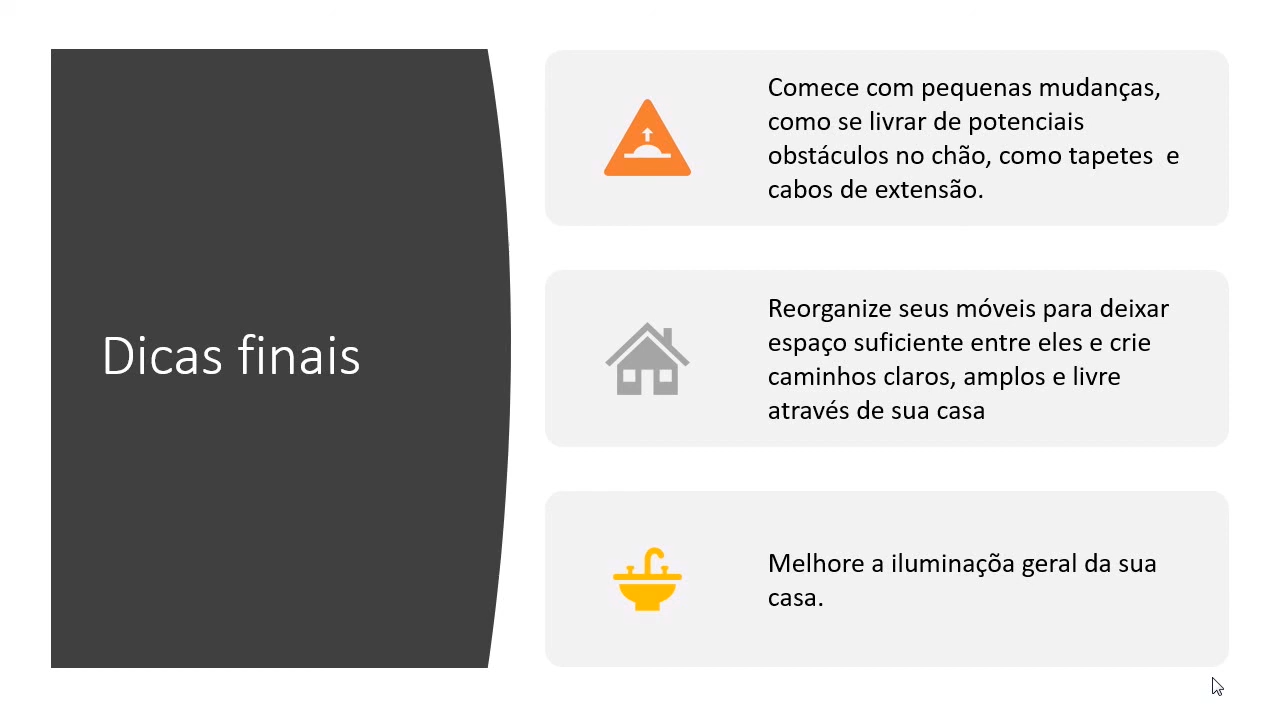 Dicas finais
Comece com pequenas mudanças,
como se livrar de potenciais
obstáculos no chão, como tapetes  e
cabos de extensão.
Reorganize seus móveis para deixar
espaço suficiente entre eles e crie
caminhos claros, amplos e livre
através de sua casa
Melhore a iluminaçõa geral da sua
casa.